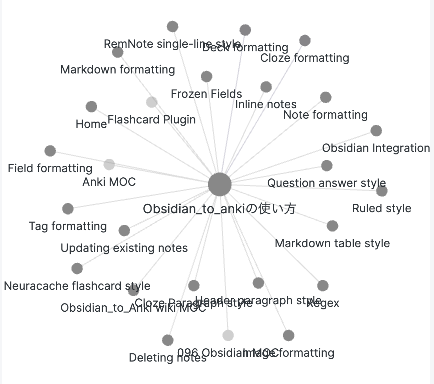 RemNote single-line style
Deck formatting
Cloze formatting
Markdown formatting
Frozen Fields
Inline notes
Note formatting
Home
Flashcard Plugin
Obsidian Integration
Field formatting
Anki MOC
Question answer style
Obsidian_to_ankiの使い方
Ruled style
Tag formatting
Updating existing notes
Markdown table style
Neuracache flashcard style
Obsidian_to_Anki wiki MOC
Cloze Paragraph style
Header paragraph style
Regex
Deleting notes
096 Obsidian MOC
Image formatting